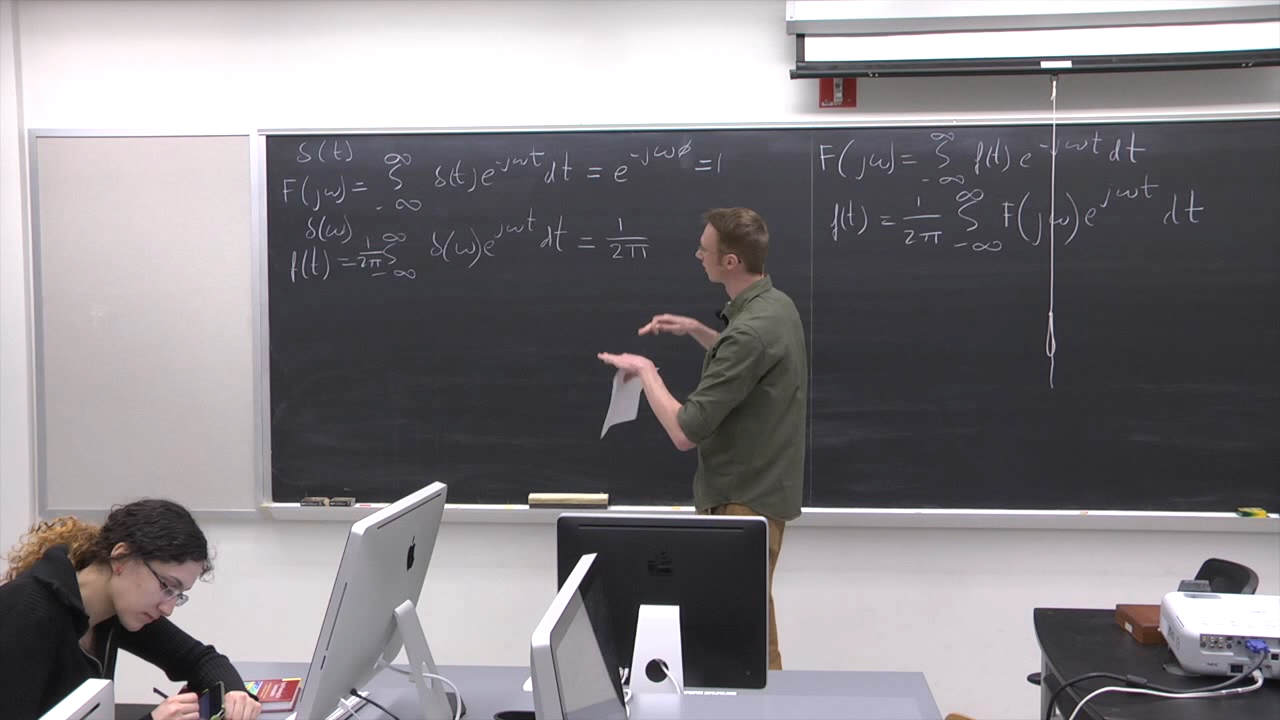 δ(t)
F(jω) = ∫_{-∞}^{∞} δ(t) e^{-jωt} dt = e^{-jω0} = 1
δ(ω)
f(t) = 1/2π ∫_{-∞}^{∞} δ(ω) e^{jωt} dt = 1/2π
F(jω) = ∫_{-∞}^{∞} f(t) e^{-jωt} dt
f(t) = 1/2π ∫_{-∞}^{∞} F(jω) e^{jωt} dt
NEC